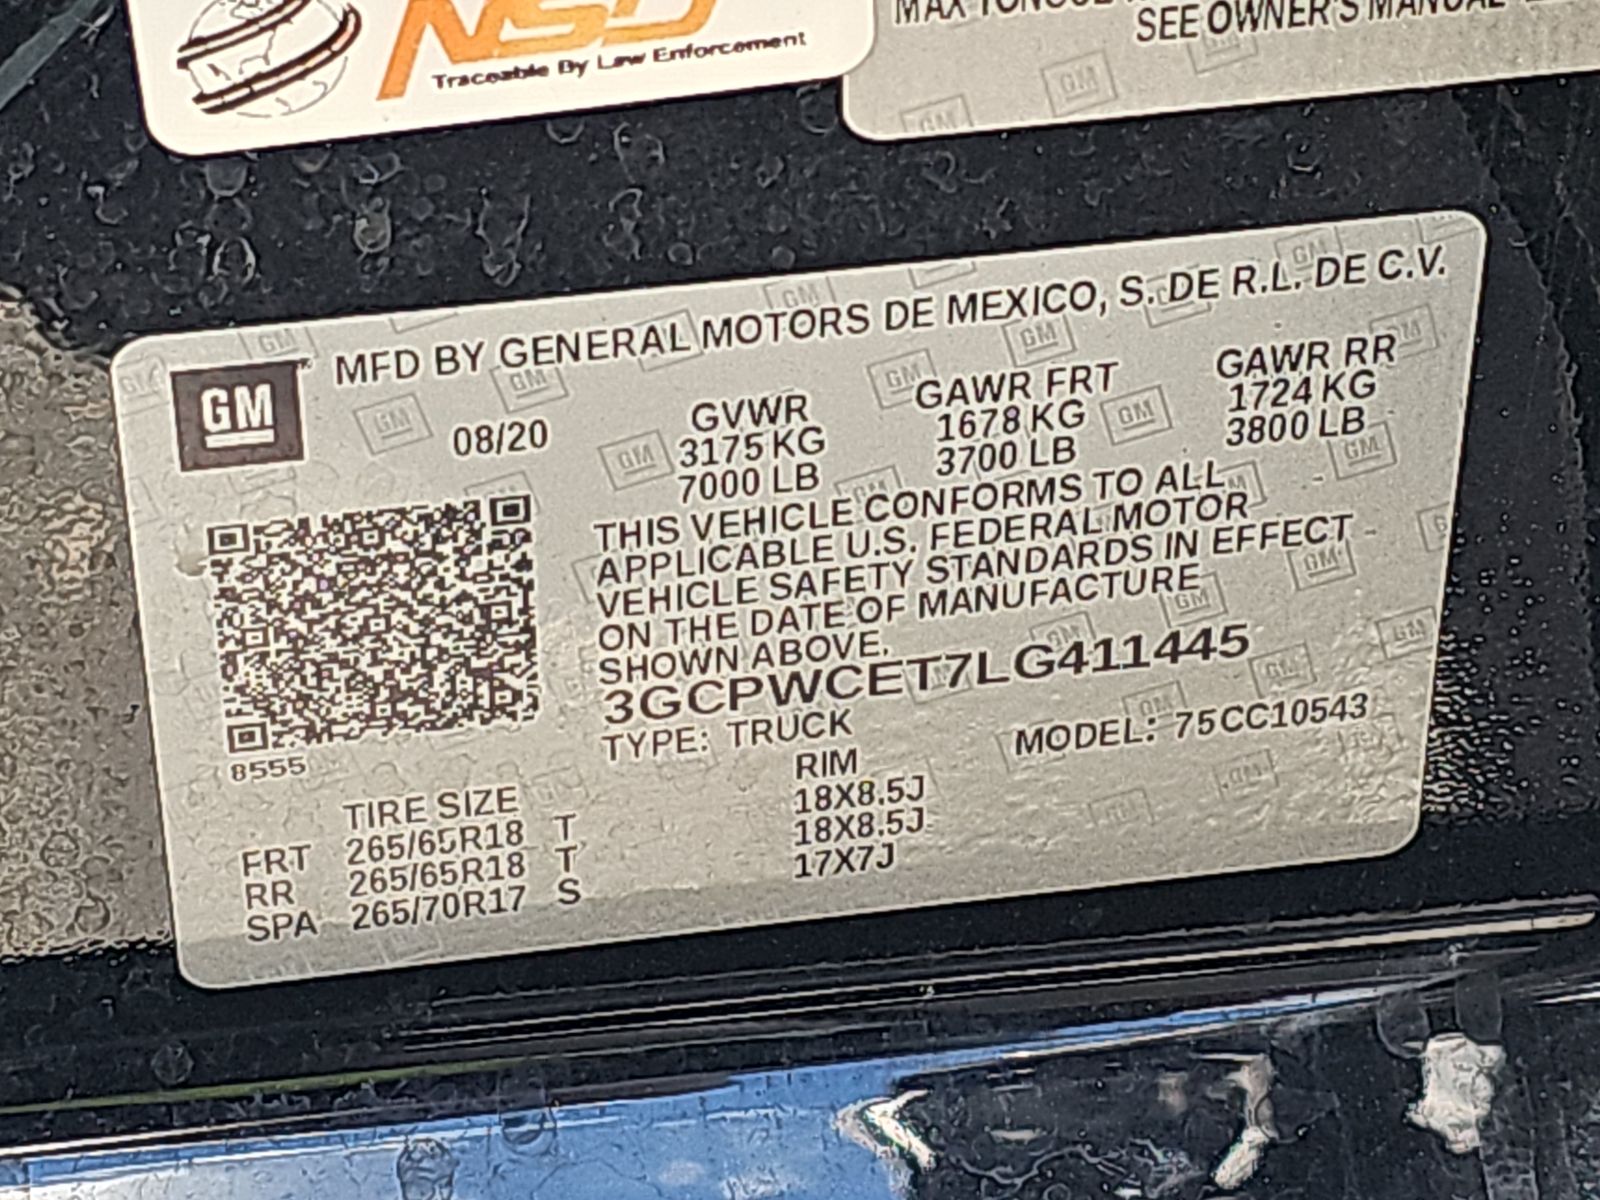 NSD
Traceable By Law Enforcement
SEE OWNER'S MANUAL
GM
MFD BY GENERAL MOTORS DE MEXICO, S. DE R.L. DE C.V.
08/20
GVWR GAWR FRT GAWR RR
3175 KG 1678 KG 1724 KG
7000 LB 3700 LB 3800 LB
THIS VEHICLE CONFORMS TO ALL
APPLICABLE U.S. FEDERAL MOTOR
VEHICLE SAFETY STANDARDS IN EFFECT
ON THE DATE OF MANUFACTURE
SHOWN ABOVE.
3GCPWCET7LG411445
TYPE: TRUCK MODEL: 75CC10543
8555
TIRE SIZE RIM
FRT 265/65R18 T 18X8.5J
RR 265/65R18 T 18X8.5J
SPA 265/70R17 S 17X7J